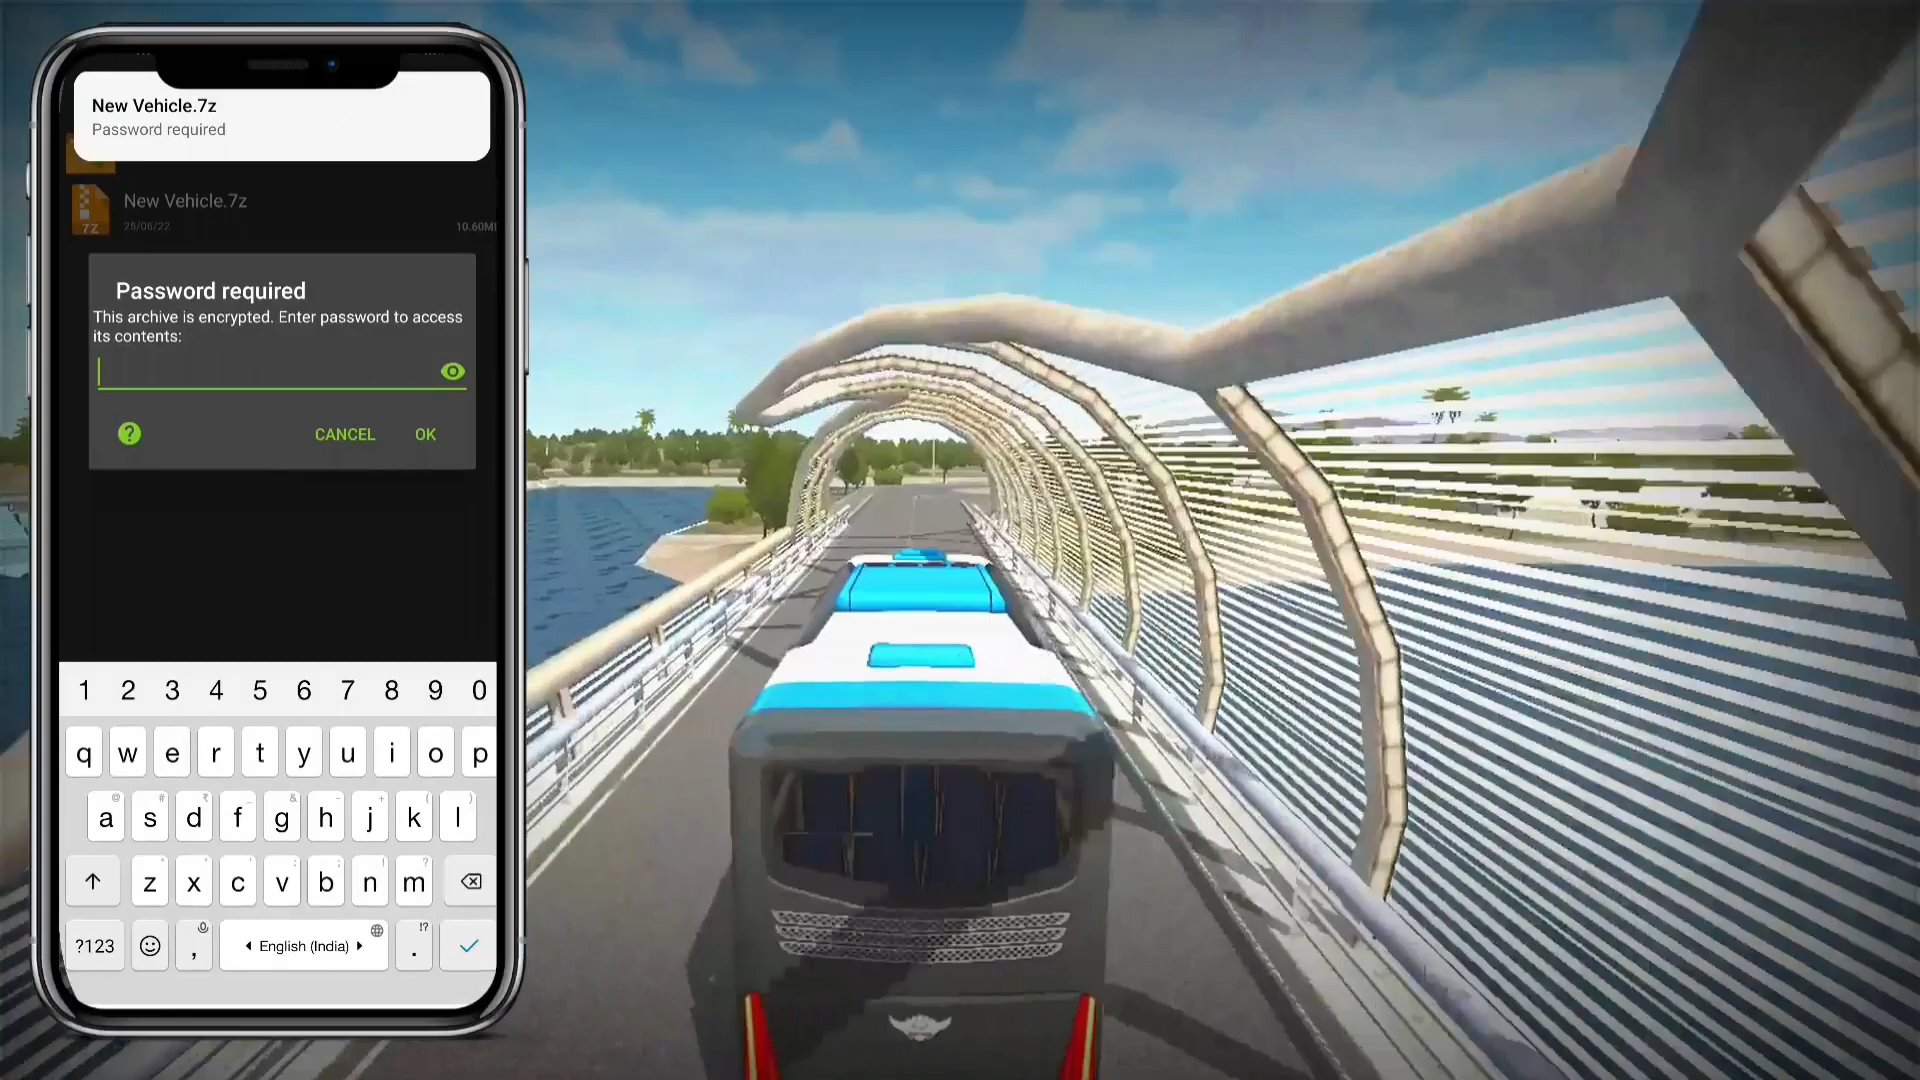 New Vehicle.7z
Password required
New Vehicle.7z
7Z
25/06/22
10.60M
Password required
This archive is encrypted. Enter password to access
its contents:
?
CANCEL
OK
1 2 3 4 5 6 7 8 9 0
q w e r t y u i o p
a s d f g h j k l
z x c v b n m
?123 , English (India) .
!?